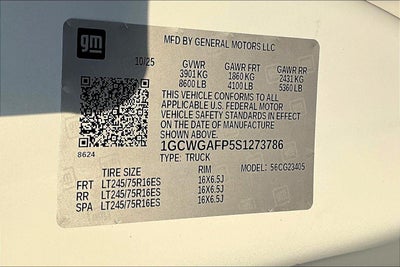 gm
MFD BY GENERAL MOTORS LLC
10/25 GVWR GAWR FRT GAWR RR
3901 KG 1860 KG 2431 KG
8600 LB 4100 LB 5360 LB
THIS VEHICLE CONFORMS TO ALL
APPLICABLE U.S. FEDERAL MOTOR
VEHICLE SAFETY STANDARDS IN EFFECT
ON THE DATE OF MANUFACTURE
SHOWN ABOVE.
8624 1GCWGAFP5S1273786
TYPE: TRUCK
TIRE SIZE RIM MODEL: 56CG23405
FRT LT245/75R16ES 16X6.5J
RR LT245/75R16ES 16X6.5J
SPA LT245/75R16ES 16X6.5J